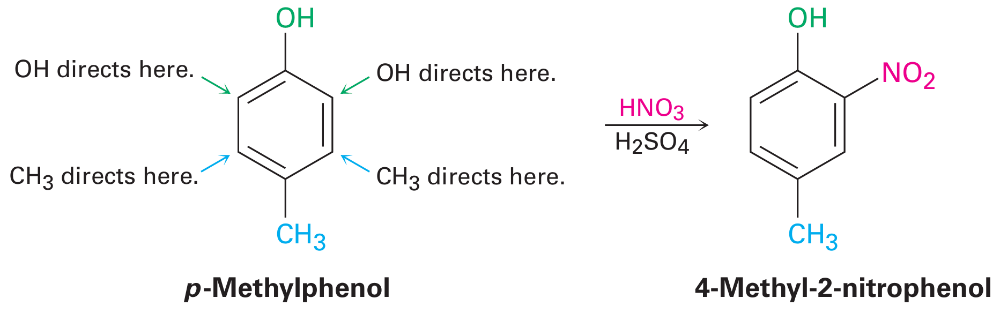 OH
OH directs here.
OH directs here.
CH₃ directs here.
CH₃ directs here.
CH₃
p-Methylphenol
HNO₃
H₂SO₄
OH
NO₂
CH₃
4-Methyl-2-nitrophenol